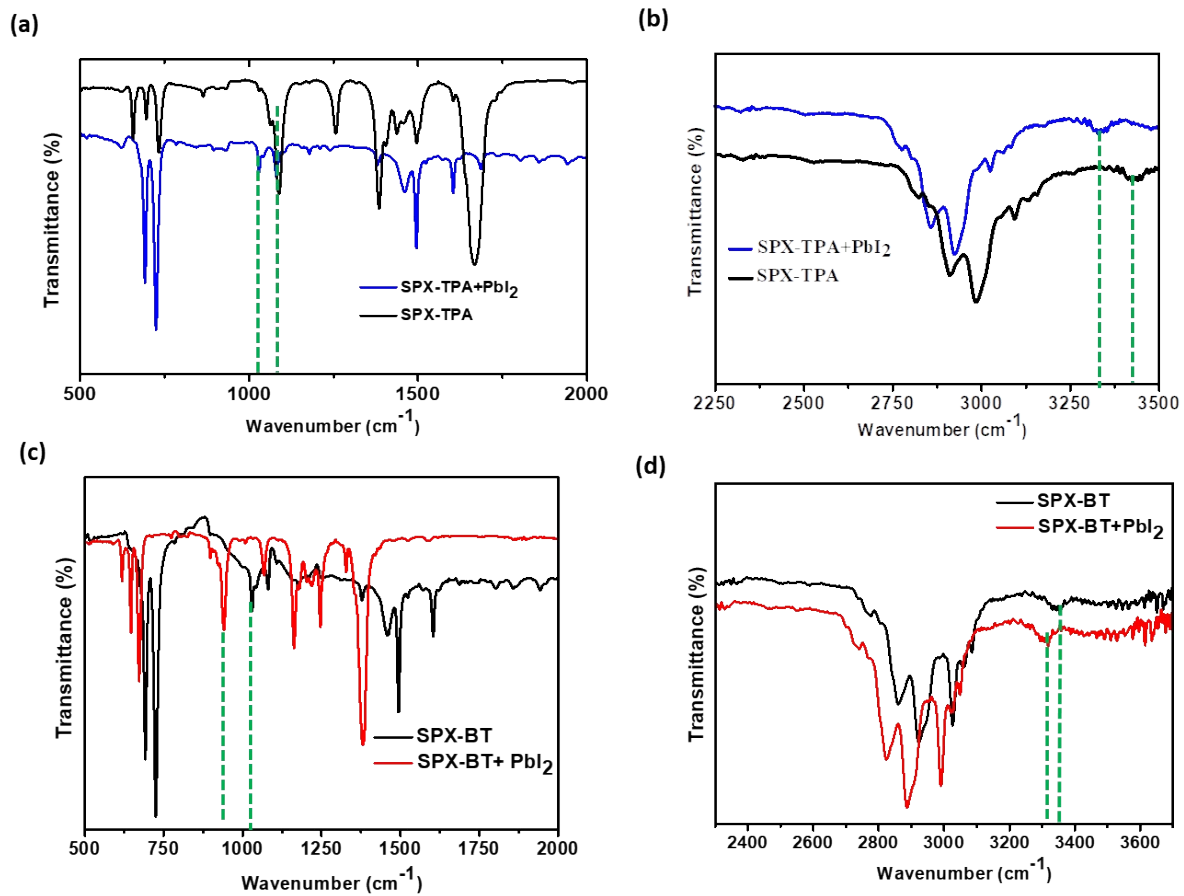 (a)
Transmittance (%)
SPX-TPA+PbI2
SPX-TPA
500 1000 1500 2000
Wavenumber (cm-1)
(b)
Transmittance (%)
SPX-TPA+PbI2
SPX-TPA
2250 2500 2750 3000 3250 3500
Wavenumber (cm-1)
(c)
Transmittance (%)
SPX-BT
SPX-BT+ PbI2
500 750 1000 1250 1500 1750 2000
Wavenumber (cm-1)
(d)
Transmittance (%)
SPX-BT
SPX-BT+PbI2
2400 2600 2800 3000 3200 3400 3600
Wavenumber (cm-1)